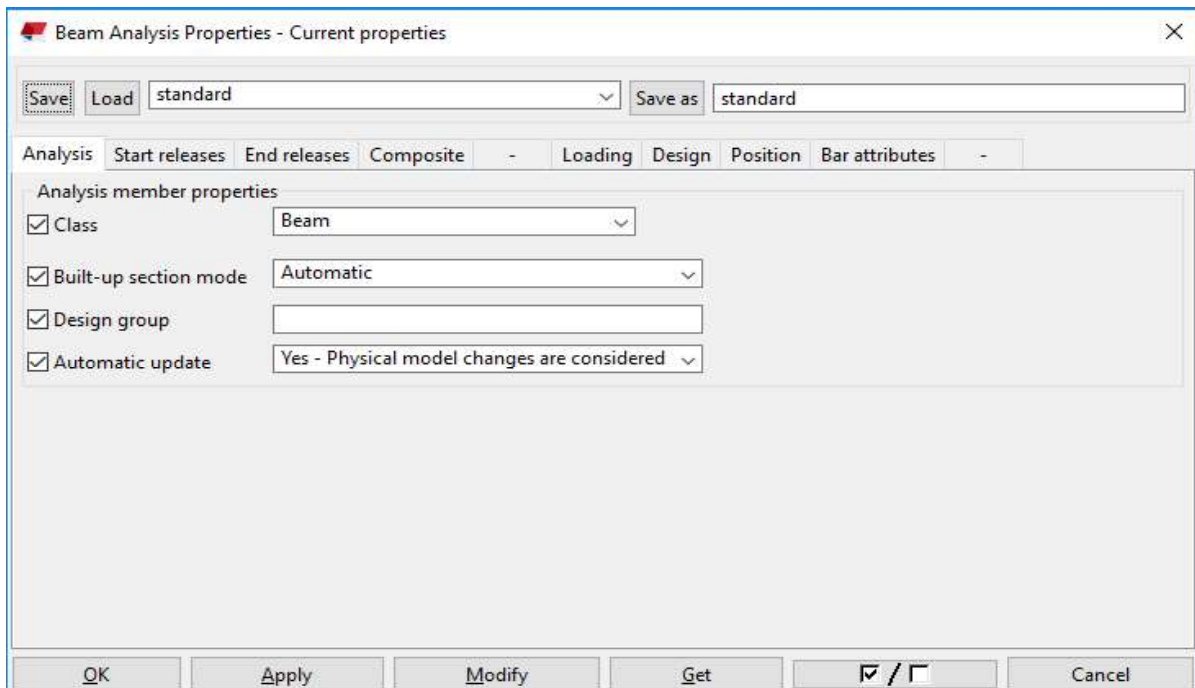 Beam Analysis Properties - Current properties
Save Load standard Save as standard
Analysis Start releases End releases Composite - Loading Design Position Bar attributes -
Analysis member properties
Class Beam
Built-up section mode Automatic
Design group
Automatic update Yes - Physical model changes are considered
OK Apply Modify Get / Cancel